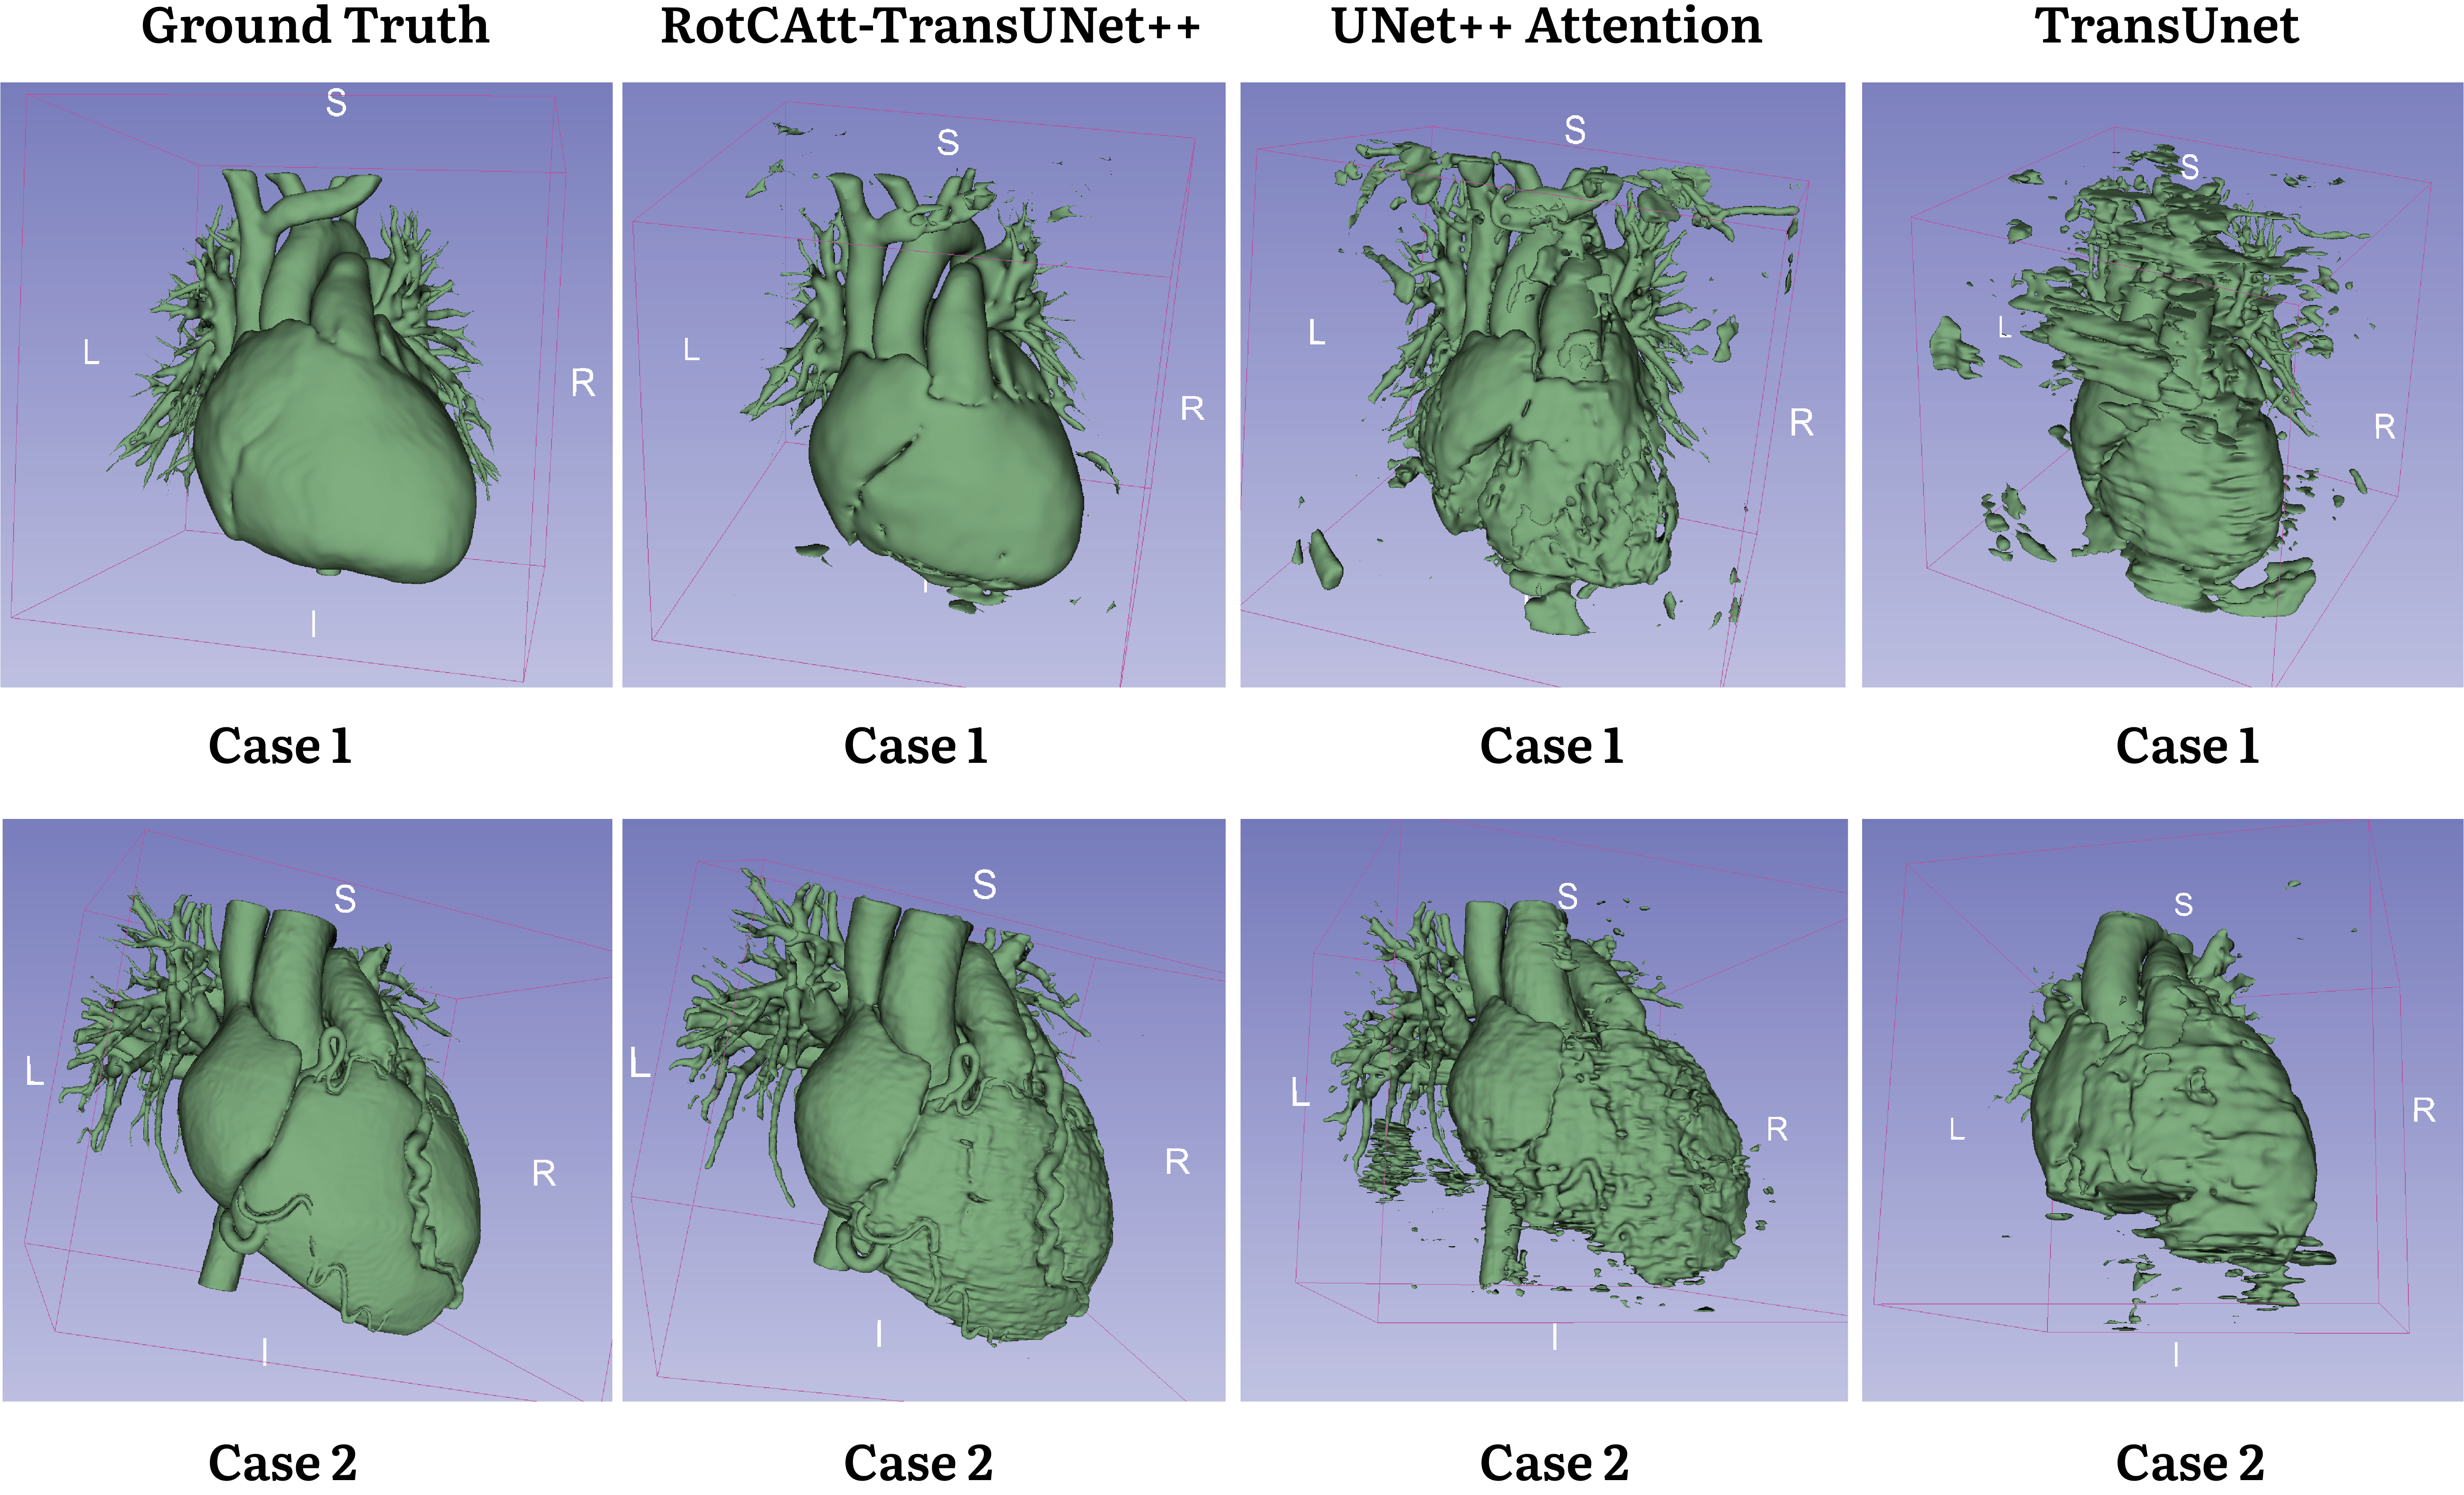 Ground Truth
RotCAtt-TransUNet++
UNet++ Attention
TransUnet
S
L
R
I
S
L
R
I
S
L
R
S
L
R
Case 1
Case 1
Case 1
Case 1
S
L
R
I
S
L
R
I
S
L
R
I
S
L
R
I
Case 2
Case 2
Case 2
Case 2